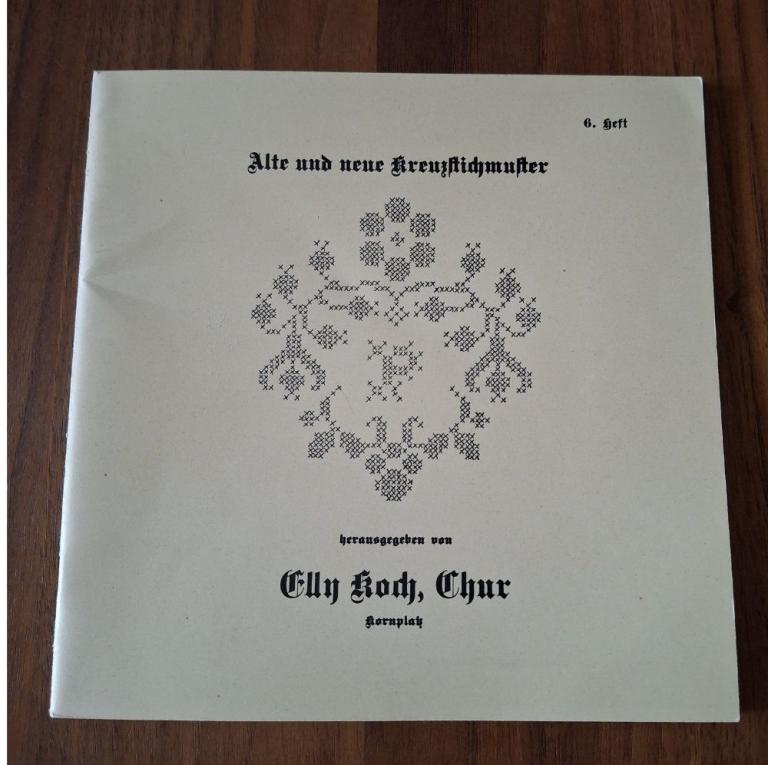 6. Heft
Alte und neue Kreuzstichmuster
herausgegeben von
Elly Koch, Chur
Kornplatz